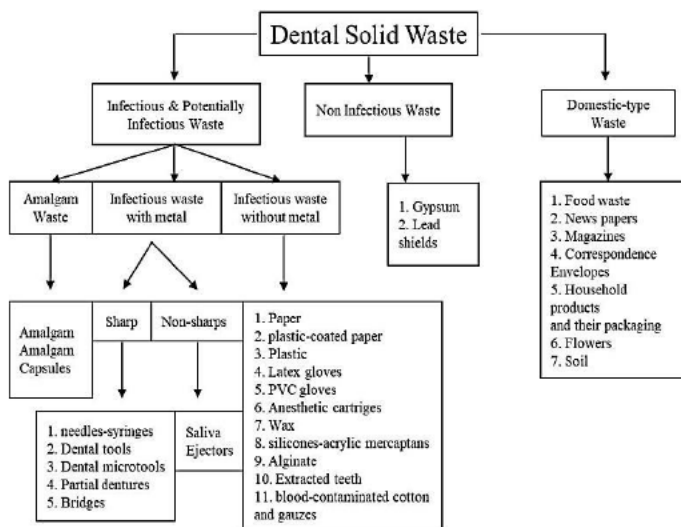 Dental Solid Waste
Infectious & Potentially
Infectious Waste
Non Infectious Waste
Domestic-type
Waste
Amalgam
Waste
Infectious waste
with metal
Infectious waste
without metal
1. Gypsum
2. Lead
shields
1. Food waste
2. News papers
3. Magazines
4. Correspondence
Envelopes
5. Household
products
and their packaging
6. Flowers
7. Soil
Amalgam
Amalgam
Capsules
Sharp
Non-sharps
1. Paper
2. plastic-coated paper
3. Plastic
4. Latex gloves
5. PVC gloves
6. Anesthetic cartriges
7. Wax
8. silicones-acrylic mercaptans
9. Alginate
10. Extracted teeth
11. blood-contaminated cotton
and gauzes
1. needles-syringes
2. Dental tools
3. Dental microtools
4. Partial dentures
5. Bridges
Saliva
Ejectors